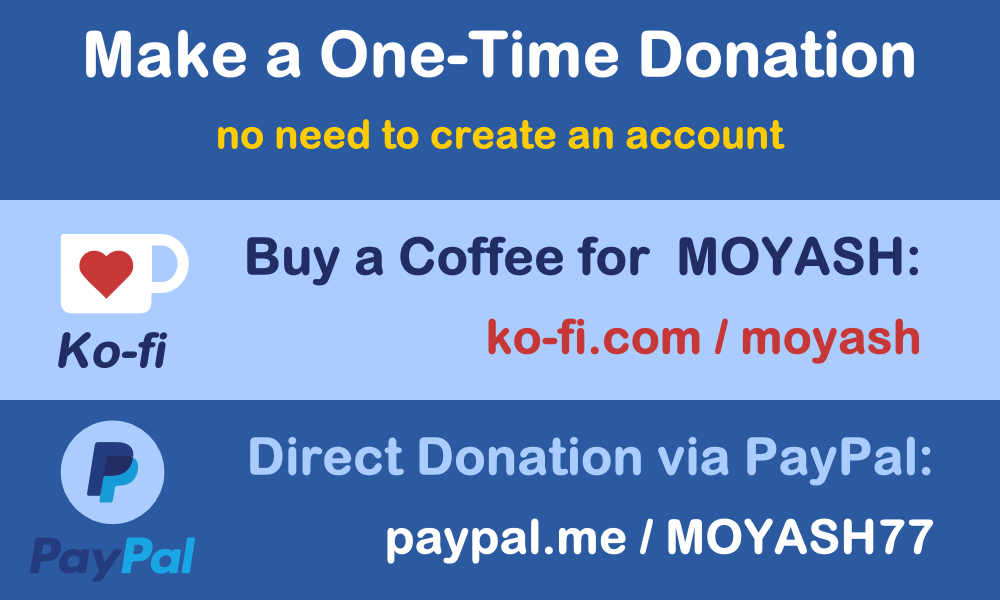 Make a One-Time Donation
no need to create an account
Buy a Coffee for MOYASH:
Ko-fi
ko-fi.com / moyash
Direct Donation via PayPal:
paypal.me / MOYASH77
PayPal